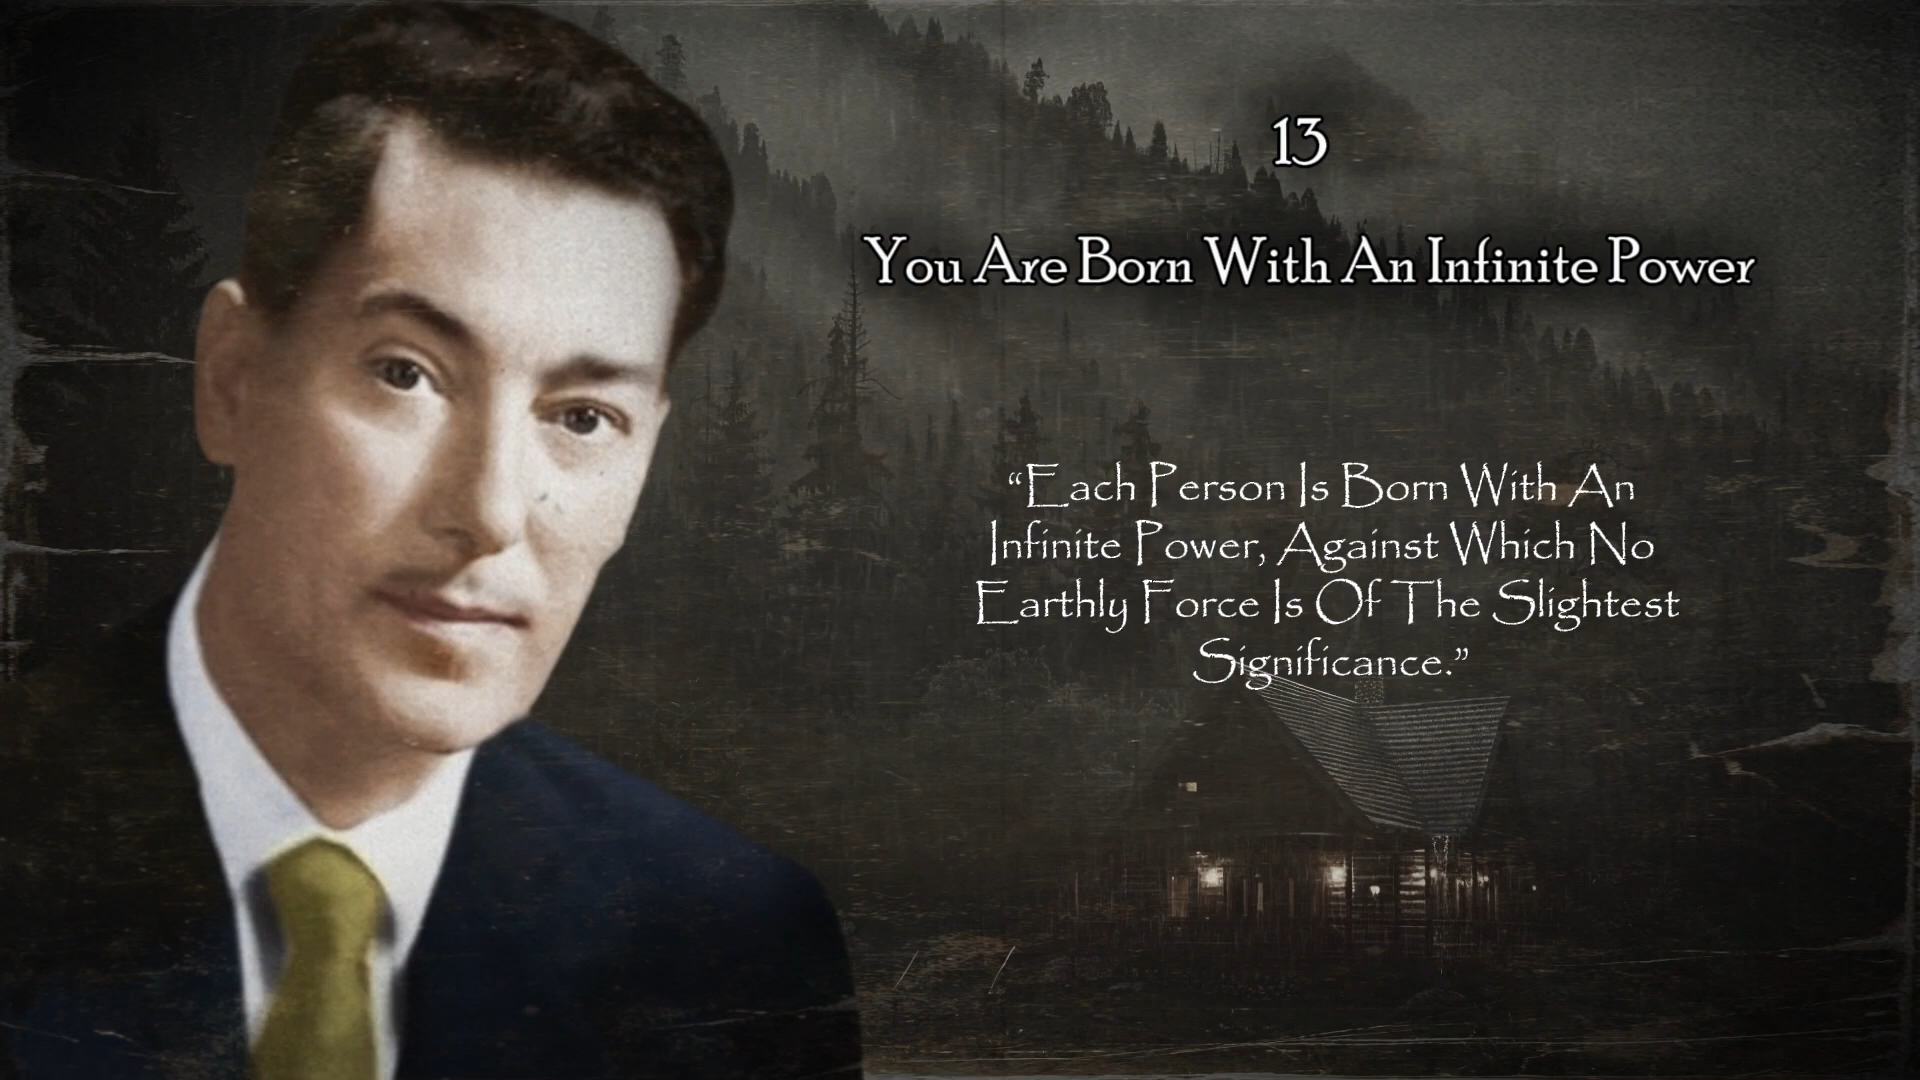 13
You Are Born With An Infinite Power
“Each Person Is Born With An
Infinite Power, Against Which No
Earthly Force Is Of The Slightest
Significance.”